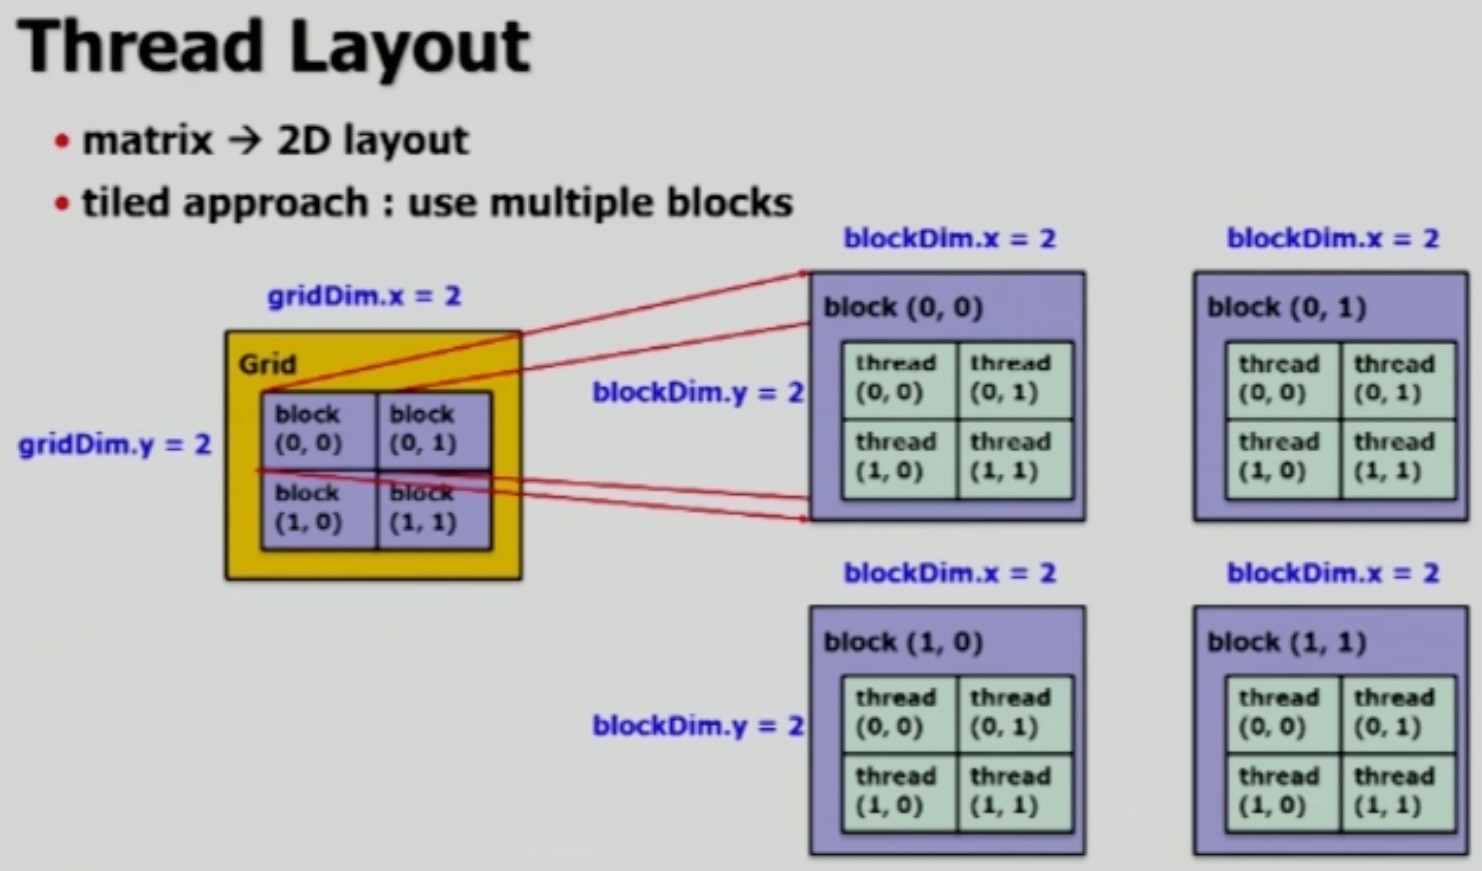 Thread Layout
• matrix → 2D layout
• tiled approach : use multiple blocks
gridDim.x = 2
gridDim.y = 2
Grid
block
(0, 0)
block
(0, 1)
block
(1, 0)
block
(1, 1)
blockDim.x = 2
blockDim.y = 2
block (0, 0)
thread
(0, 0)
thread
(0, 1)
thread
(1, 0)
thread
(1, 1)
blockDim.x = 2
block (0, 1)
thread
(0, 0)
thread
(0, 1)
thread
(1, 0)
thread
(1, 1)
blockDim.x = 2
blockDim.y = 2
block (1, 0)
thread
(0, 0)
thread
(0, 1)
thread
(1, 0)
thread
(1, 1)
blockDim.x = 2
block (1, 1)
thread
(0, 0)
thread
(0, 1)
thread
(1, 0)
thread
(1, 1)